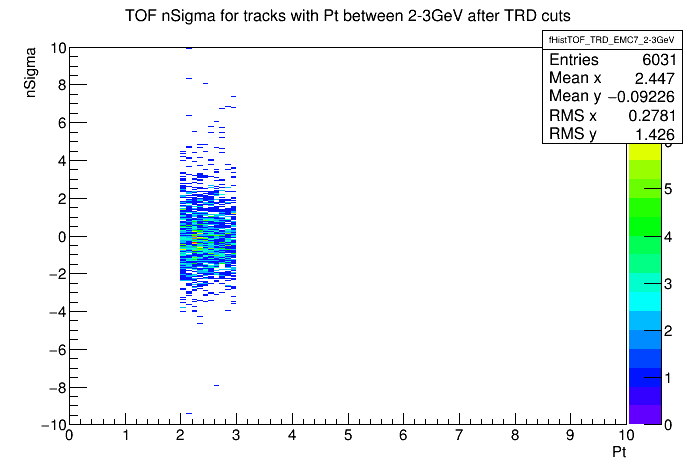 TOF nSigma for tracks with Pt between 2-3GeV after TRD cuts
fHistTOF_TRD_EMC7_2-3GeV
Entries 6031
Mean x 2.447
Mean y −0.09226
RMS x 0.2781
RMS y 1.426
nSigma
10
8
6
4
2
0
−2
−4
−6
−8
−10
0 1 2 3 4 5 6 7 8 9 10
Pt
5
4
3
2
1
0